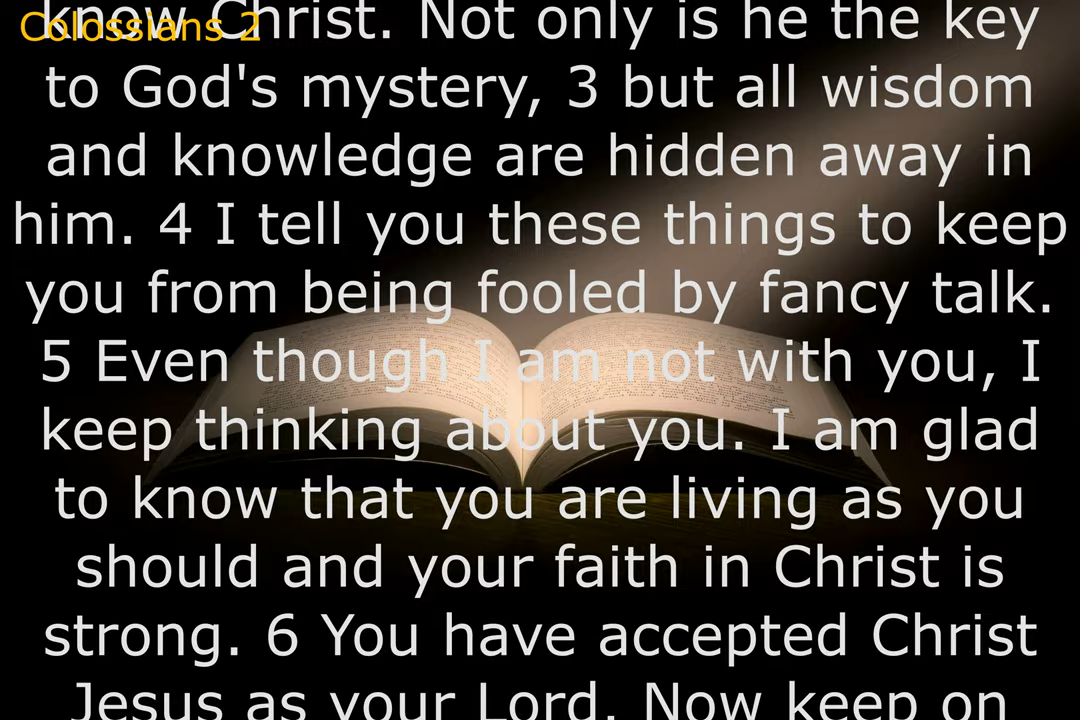 Colossians 2
know Christ. Not only is he the key
to God's mystery, 3 but all wisdom
and knowledge are hidden away in
him. 4 I tell you these things to keep
you from being fooled by fancy talk.
5 Even though I am not with you, I
keep thinking about you. I am glad
to know that you are living as you
should and your faith in Christ is
strong. 6 You have accepted Christ
Jesus as your Lord. Now keep on